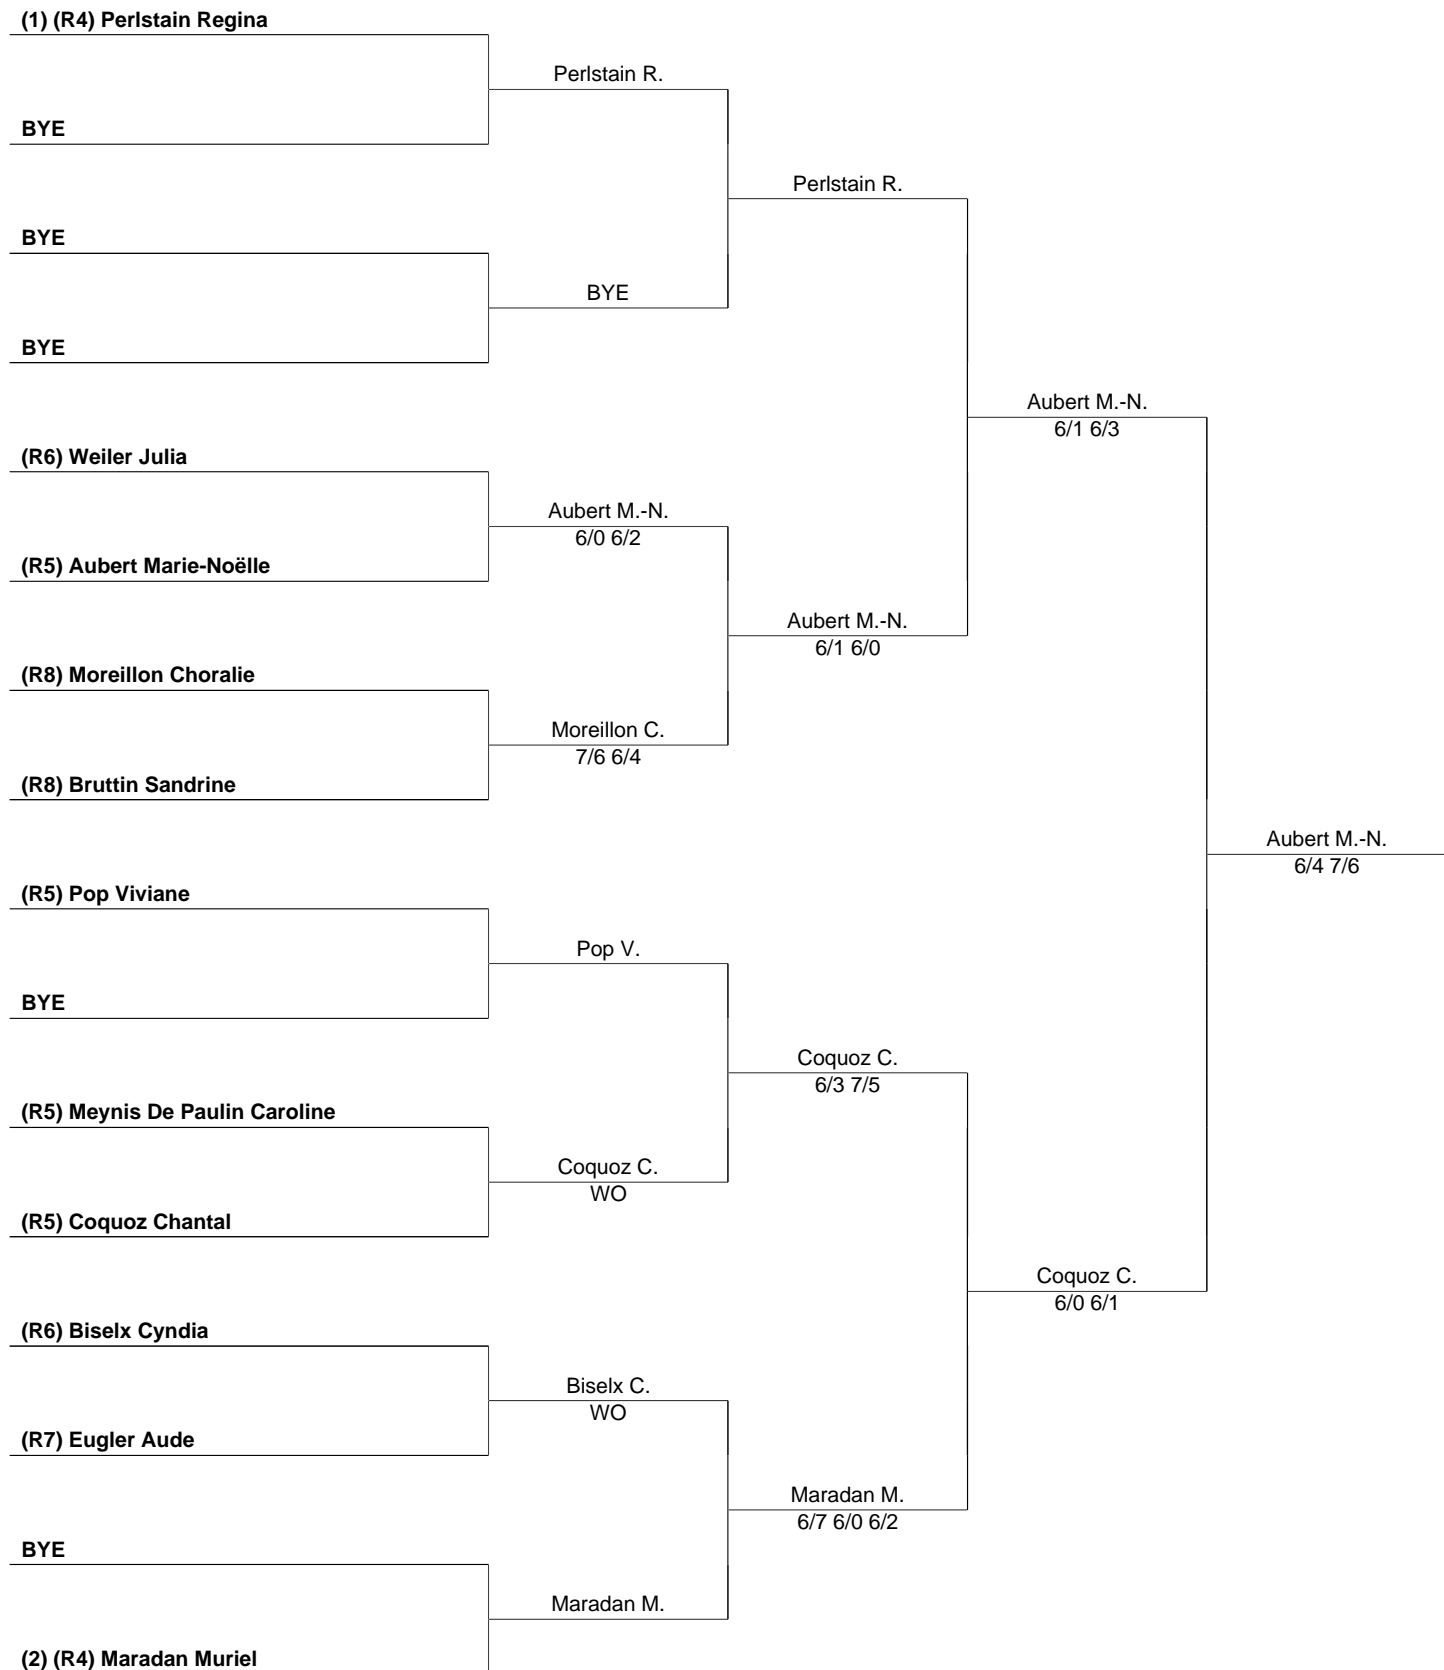 (1) (R4) Perlstain Regina
Perlstain R.
BYE
Perlstain R.
BYE
BYE
BYE
Aubert M.-N.
6/1 6/3
(R6) Weiler Julia
Aubert M.-N.
6/0 6/2
(R5) Aubert Marie-Noëlle
Aubert M.-N.
6/1 6/0
(R8) Moreillon Choralie
Moreillon C.
7/6 6/4
(R8) Bruttin Sandrine
Aubert M.-N.
6/4 7/6
(R5) Pop Viviane
Pop V.
BYE
Coquoz C.
6/3 7/5
(R5) Meynis De Paulin Caroline
Coquoz C.
WO
(R5) Coquoz Chantal
Coquoz C.
6/0 6/1
(R6) Biselx Cyndia
Biselx C.
WO
(R7) Eugler Aude
Maradan M.
6/7 6/0 6/2
BYE
Maradan M.
(2) (R4) Maradan Muriel